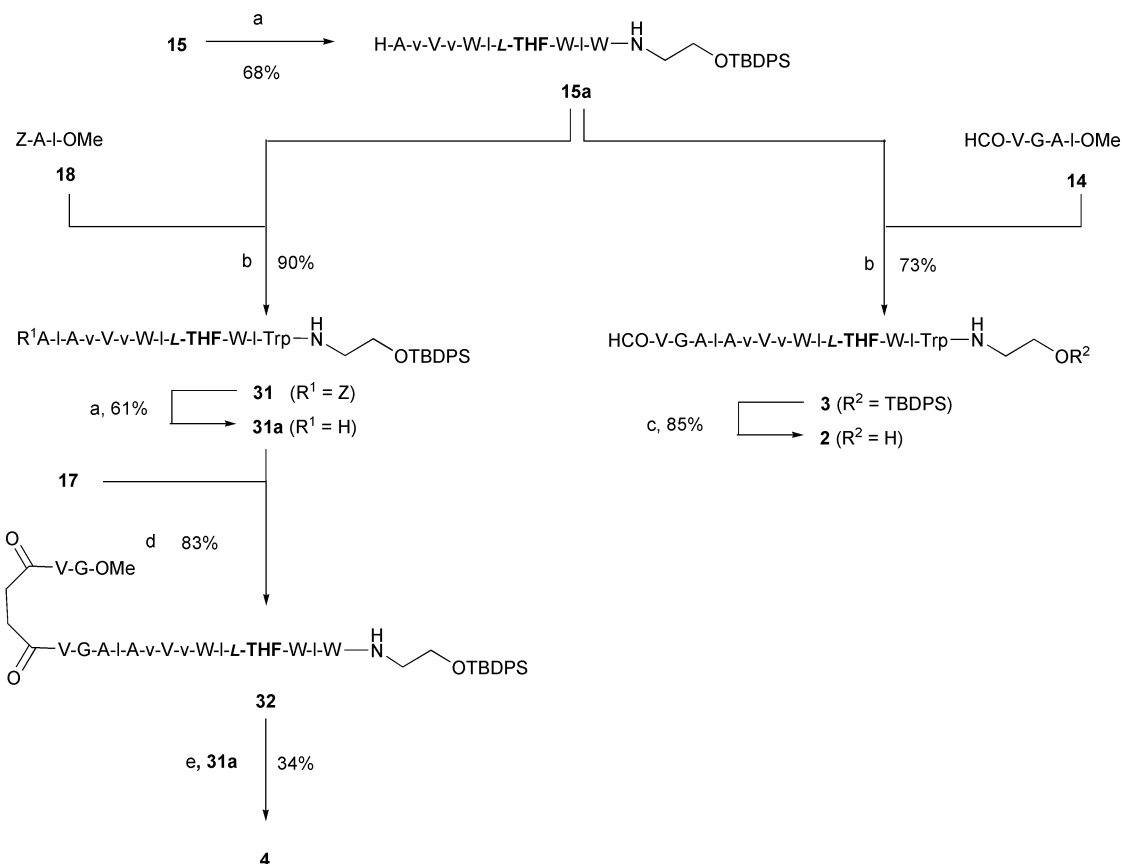 a
15
68%
H-A-v-V-v-W-l-L-THF-W-l-W
H
N
OTBDPS
15a
Z-A-l-OMe
18
HCO-V-G-A-l-OMe
14
b 90%
b 73%
R¹A-l-A-v-V-v-W-l-L-THF-W-l-Trp
H
N
OTBDPS
HCO-V-G-A-l-A-v-V-v-W-l-L-THF-W-l-Trp
H
N
OR²
31 (R¹ = Z)
a, 61%
31a (R¹ = H)
3 (R² = TBDPS)
c, 85%
2 (R² = H)
17
d 83%
O
V-G-OMe
V-G-A-l-A-v-V-v-W-l-L-THF-W-l-W
O
H
N
OTBDPS
32
e, 31a 34%
4